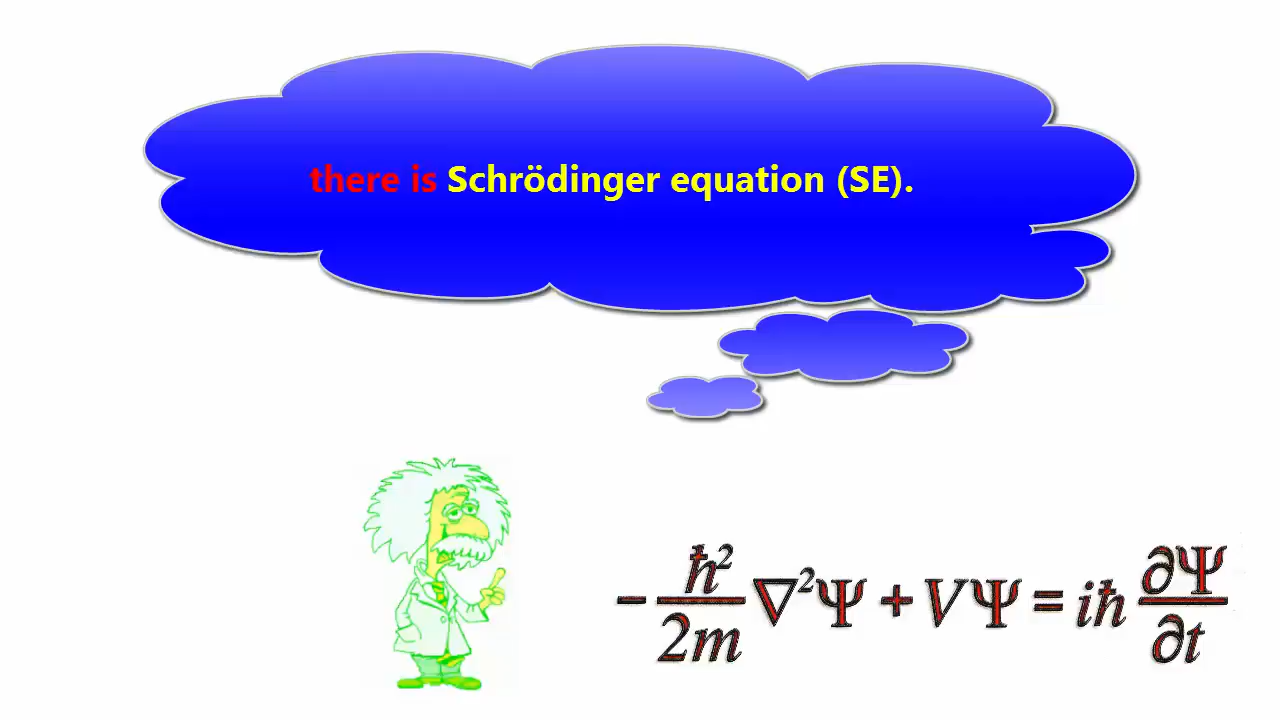 there is Schrödinger equation (SE).
-ħ²/2m ∇²Ψ + VΨ = iħ ∂Ψ/∂t